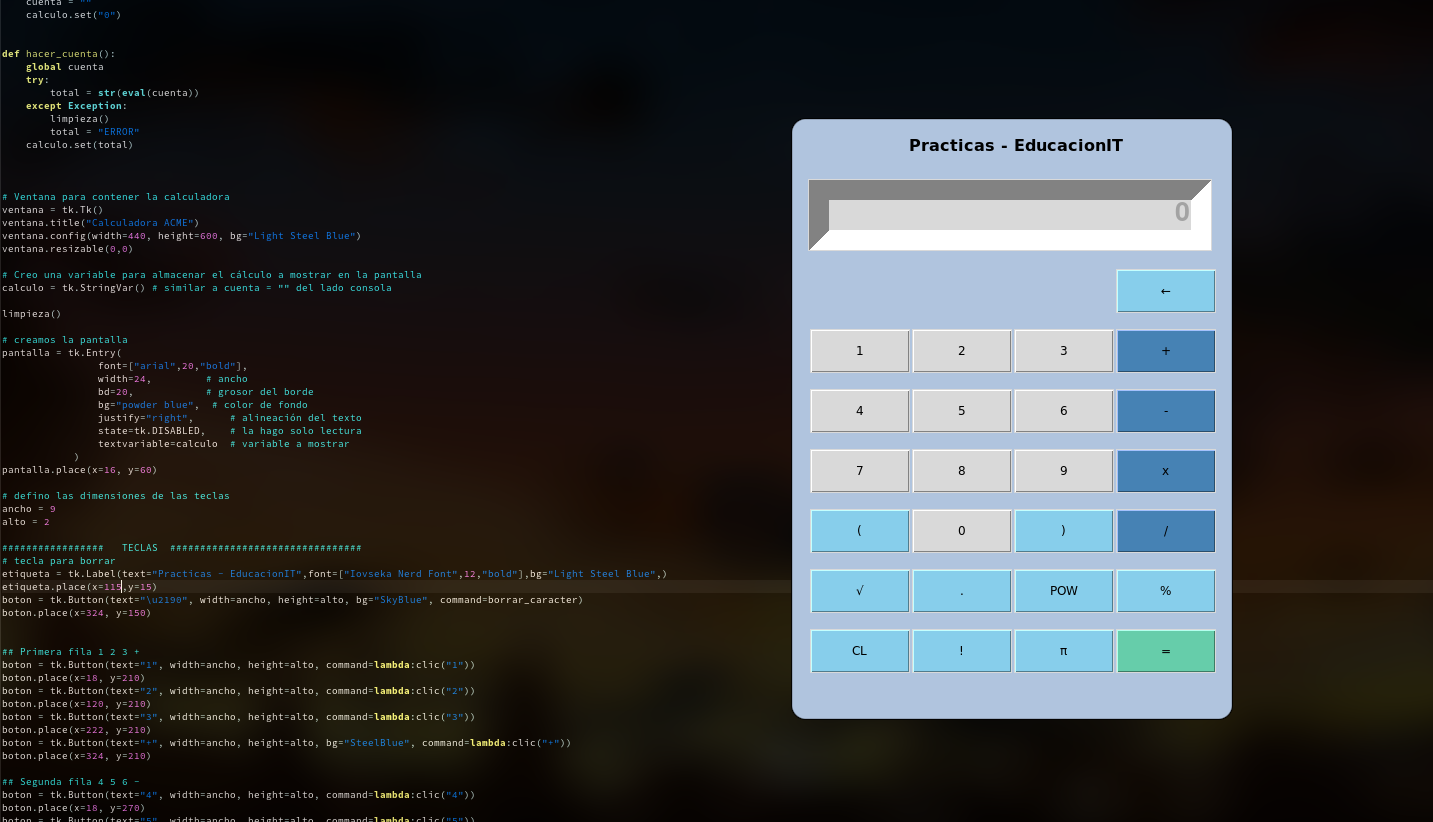 cuenta = ""
calculo.set("0")
def hacer_cuenta():
global cuenta
try:
total = str(eval(cuenta))
except Exception:
limpieza()
total = "ERROR"
calculo.set(total)
# Ventana para contener la calculadora
ventana = tk.Tk()
ventana.title("Calculadora ACME")
ventana.config(width=440, height=600, bg="Light Steel Blue")
ventana.resizable(0,0)
# Creo una variable para almacenar el cálculo a mostrar en la pantalla
calculo = tk.StringVar() # similar a cuenta = "" del lado consola
limpieza()
# creamos la pantalla
pantalla = tk.Entry(
font=["arial",20,"bold"],
width=24, # ancho
bd=20, # grosor del borde
bg="powder blue", # color de fondo
justify="right", # alineación del texto
state=tk.DISABLED, # la hago solo lectura
textvariable=calculo # variable a mostrar
)
pantalla.place(x=16, y=60)
# defino las dimensiones de las teclas
ancho = 9
alto = 2
################# TECLAS ################################
# tecla para borrar
etiqueta = tk.Label(text="Practicas - EducacionIT",font=["Iovseka Nerd Font",12,"bold"],bg="Light Steel Blue",)
etiqueta.place(x=115,y=15)
boton = tk.Button(text="\u2190", width=ancho, height=alto, bg="SkyBlue", command=borrar_caracter)
boton.place(x=324, y=150)
## Primera fila 1 2 3 +
boton = tk.Button(text="1", width=ancho, height=alto, command=lambda:clic("1"))
boton.place(x=18, y=210)
boton = tk.Button(text="2", width=ancho, height=alto, command=lambda:clic("2"))
boton.place(x=120, y=210)
boton = tk.Button(text="3", width=ancho, height=alto, command=lambda:clic("3"))
boton.place(x=222, y=210)
boton = tk.Button(text="+", width=ancho, height=alto, bg="SteelBlue", command=lambda:clic("+"))
boton.place(x=324, y=210)
## Segunda fila 4 5 6 -
boton = tk.Button(text="4", width=ancho, height=alto, command=lambda:clic("4"))
boton.place(x=18, y=270)
boton = tk.Button(text="5", width=ancho, height=alto, command=lambda:clic("5"))
Practicas - EducacionIT
0
←
1 2 3 +
4 5 6 -
7 8 9 x
( 0 ) /
√ . POW %
CL ! π =